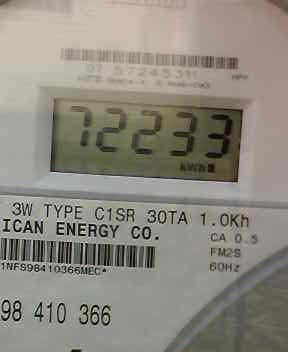 72233
kWh
3W TYPE C1SR 30TA 1.0Kh
ICAN ENERGY CO.
CA 0.5
FM2S
60Hz
1NFS98410366MEC*
98 410 366